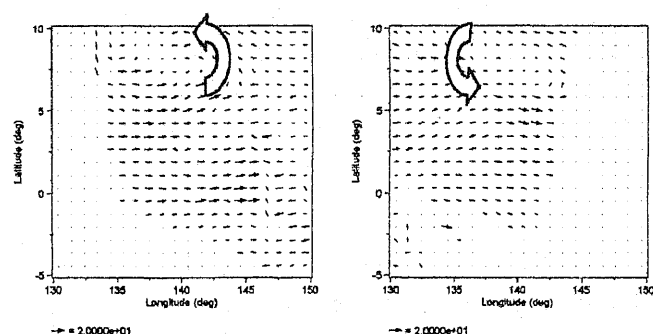 10
5
0
-5
Latitude (deg)
130 135 140 145 150
Longitude (deg)
= 2.0000e+01
10
5
0
-5
Latitude (deg)
130 135 140 145 150
Longitude (deg)
= 2.0000e+01